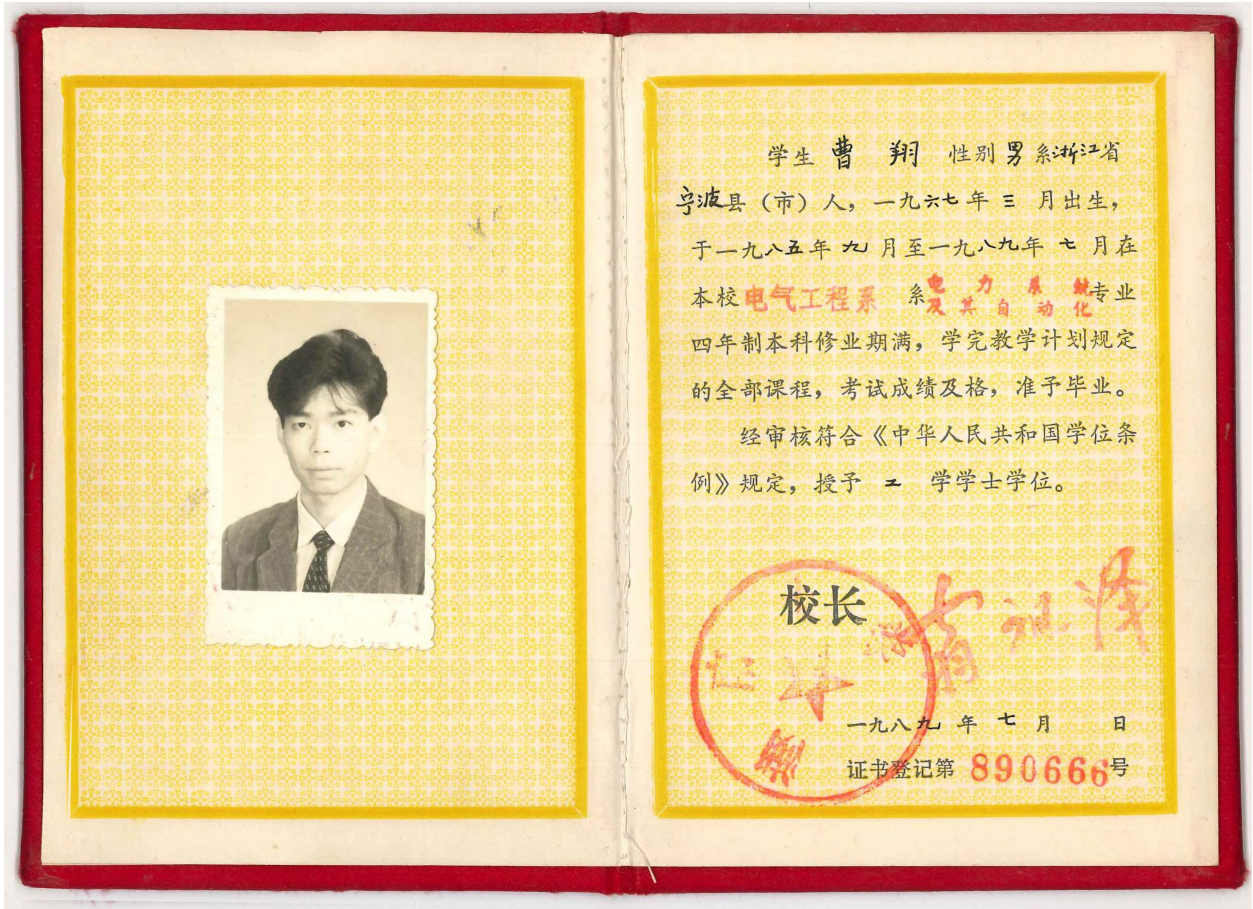 学生 曹 翔 性别 男 系浙江省
宁波县（市）人，一九六七年 三 月出生，
于一九八五年 九 月至一九八九年 七 月在
本校 电气工程系 系 电力系统及其自动化 专业
四年制本科修业期满，学完教学计划规定
的全部课程，考试成绩及格，准予毕业。
经审核符合《中华人民共和国学位条
例》规定，授予 工 学学士学位。
校长
一九八九 年 七 月 日
证书登记第 890666 号